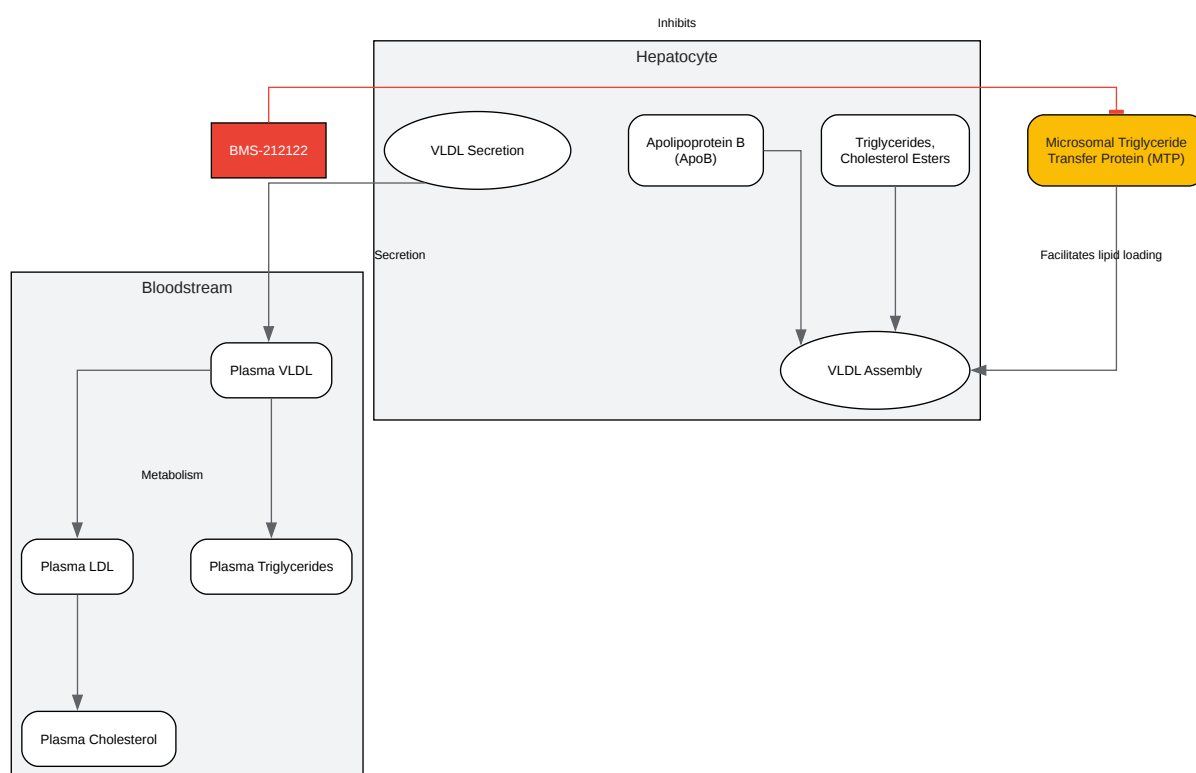 Inhibits
Hepatocyte
BMS-212122
VLDL Secretion
Apolipoprotein B
(ApoB)
Triglycerides,
Cholesterol Esters
Microsomal Triglyceride
Transfer Protein (MTP)
Secretion
Facilitates lipid loading
Bloodstream
Plasma VLDL
VLDL Assembly
Metabolism
Plasma LDL
Plasma Triglycerides
Plasma Cholesterol